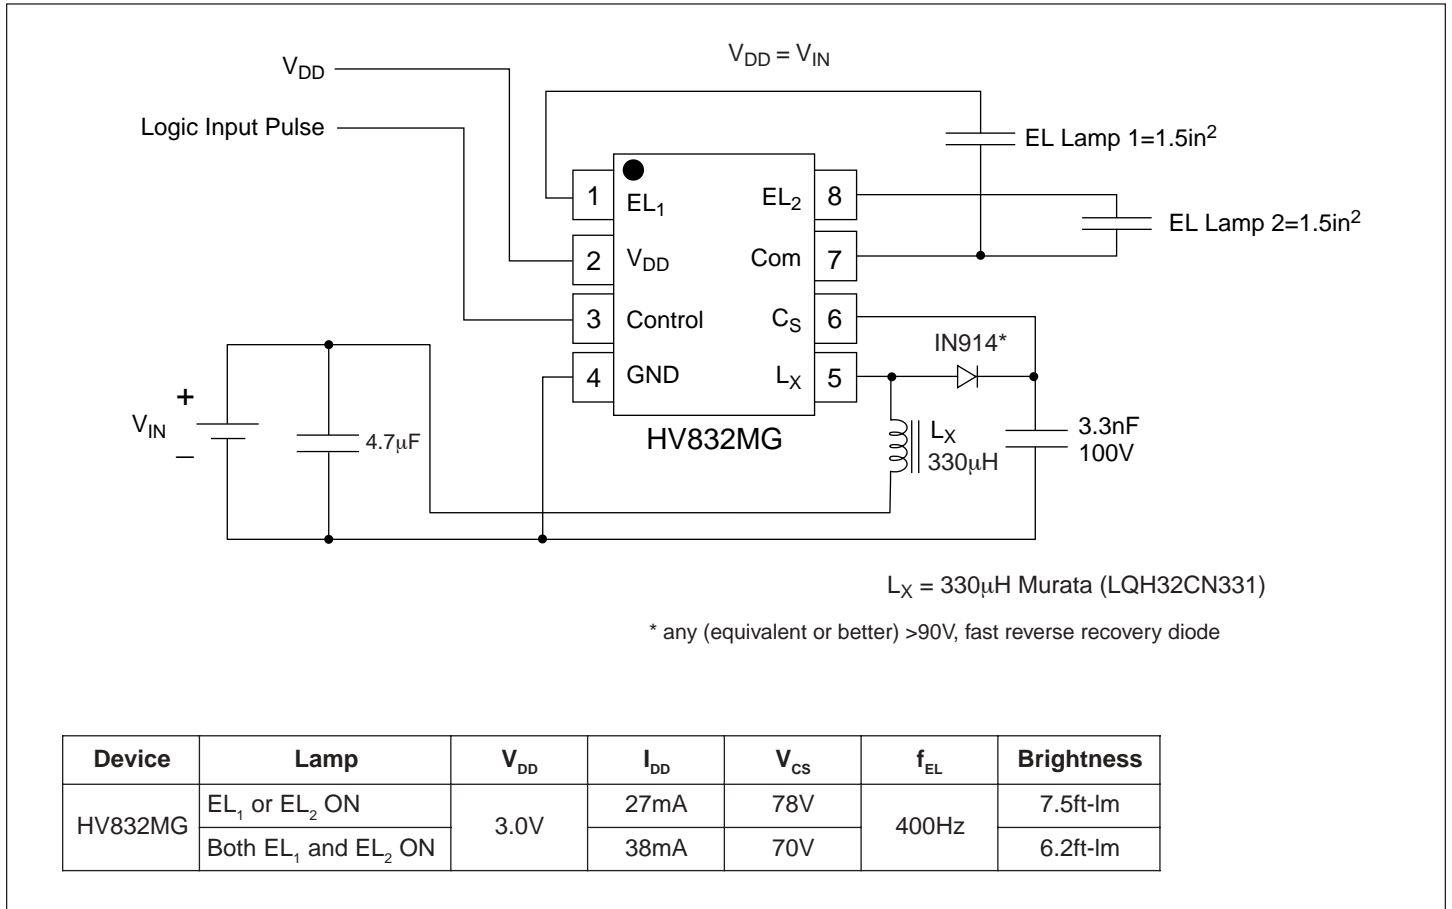 V_DD = V_IN
V_DD
Logic Input Pulse
EL Lamp 1=1.5in²
1 EL₁ EL₂ 8
EL Lamp 2=1.5in²
2 V_DD Com 7
3 Control C_S 6
IN914*
4 GND L_X 5
+
V_IN
–
4.7µF
HV832MG
L_X
330µH
3.3nF
100V
L_X = 330µH Murata (LQH32CN331)
* any (equivalent or better) >90V, fast reverse recovery diode
Device Lamp V_DD I_DD V_CS f_EL Brightness
HV832MG EL₁ or EL₂ ON 3.0V 27mA 78V 400Hz 7.5ft-lm
Both EL₁ and EL₂ ON 38mA 70V 6.2ft-lm